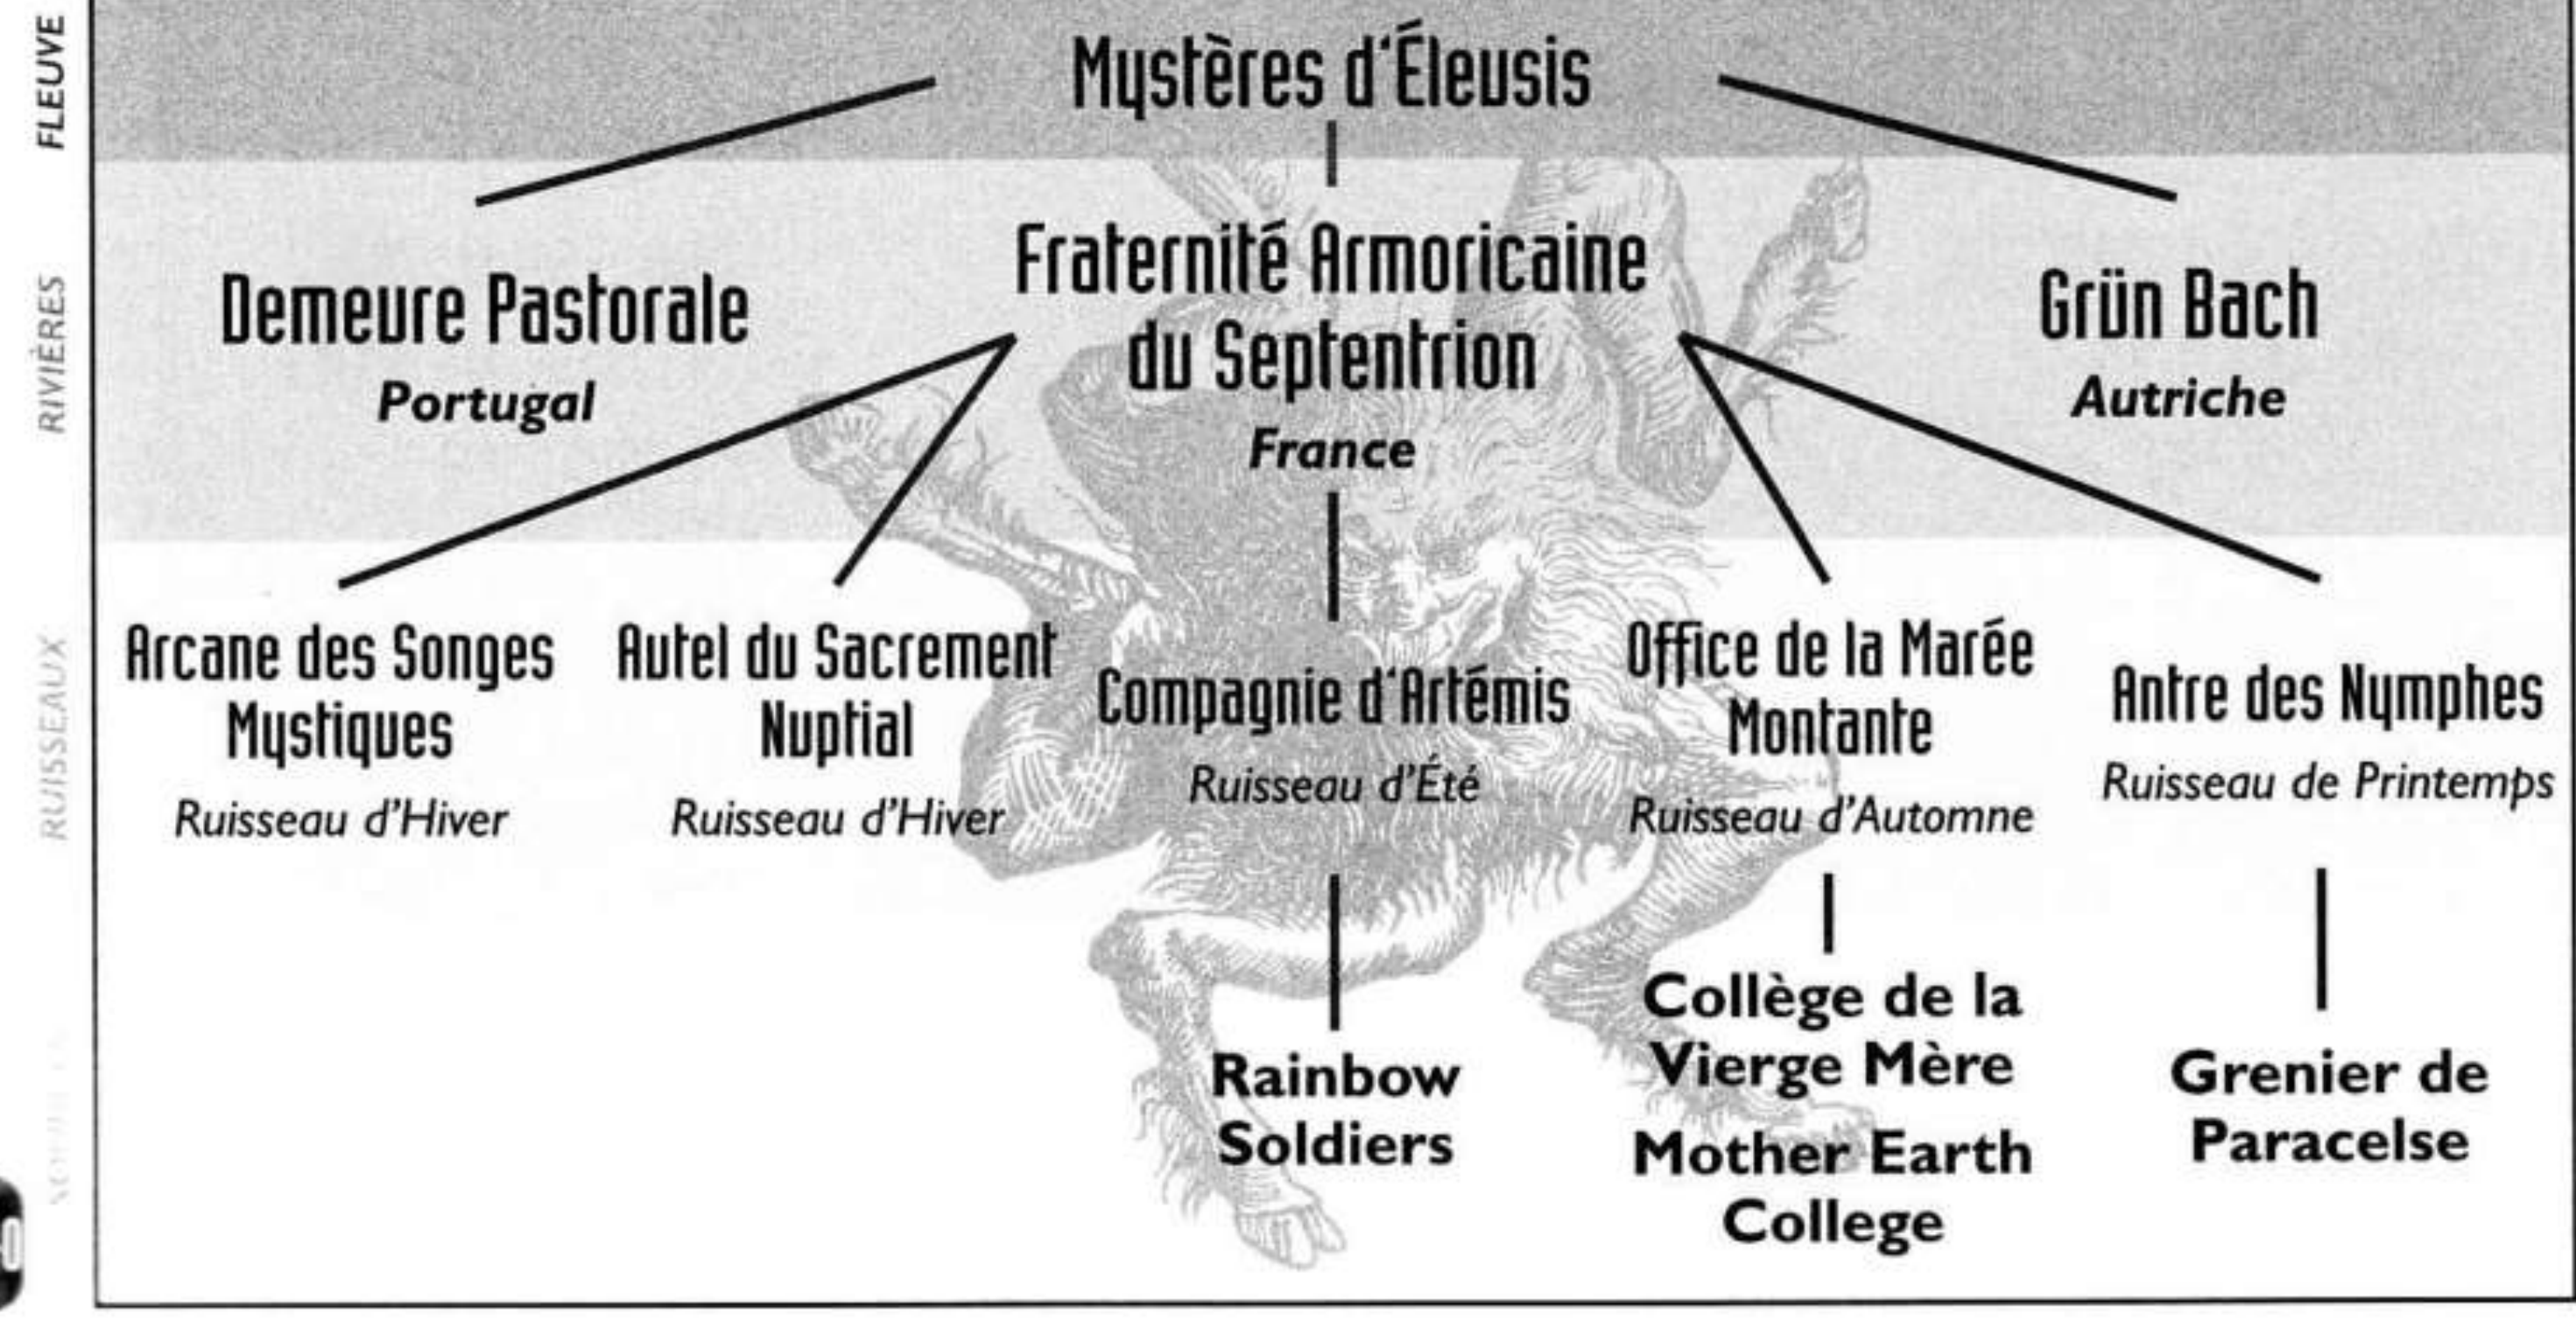 FLEUVE
Mystères d'Éleusis
RIVIÈRES
Demeure Pastorale
Portugal
Fraternité Armoricaine
du Septentrion
France
Grün Bach
Autriche
RUISSEAUX
Arcane des Songes
Mystiques
Ruisseau d'Hiver
Autel du Sacrement
Nuptial
Ruisseau d'Hiver
Compagnie d'Artémis
Ruisseau d'Été
Office de la Marée
Montante
Ruisseau d'Automne
Antre des Nymphes
Ruisseau de Printemps
Rainbow
Soldiers
Collège de la
Vierge Mère
Mother Earth
College
Grenier de
Paracelse